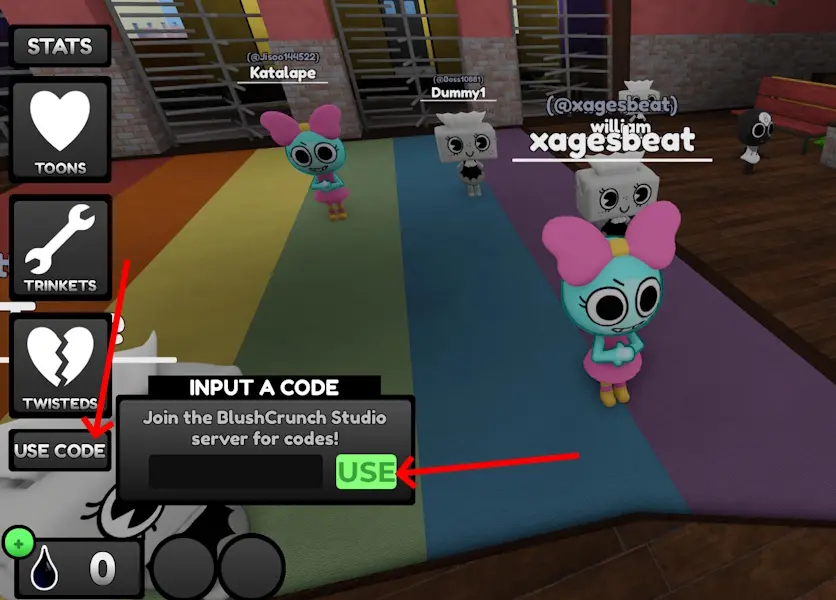 STATS
TOONS
TRINKETS
TWISTEDS
USE CODE
0
(@Jisoo144522)
Katalape
(@Dass10881)
Dummy1
(@xagesbeat)
william
xagesbeat
INPUT A CODE
Join the BlushCrunch Studio
server for codes!
USE